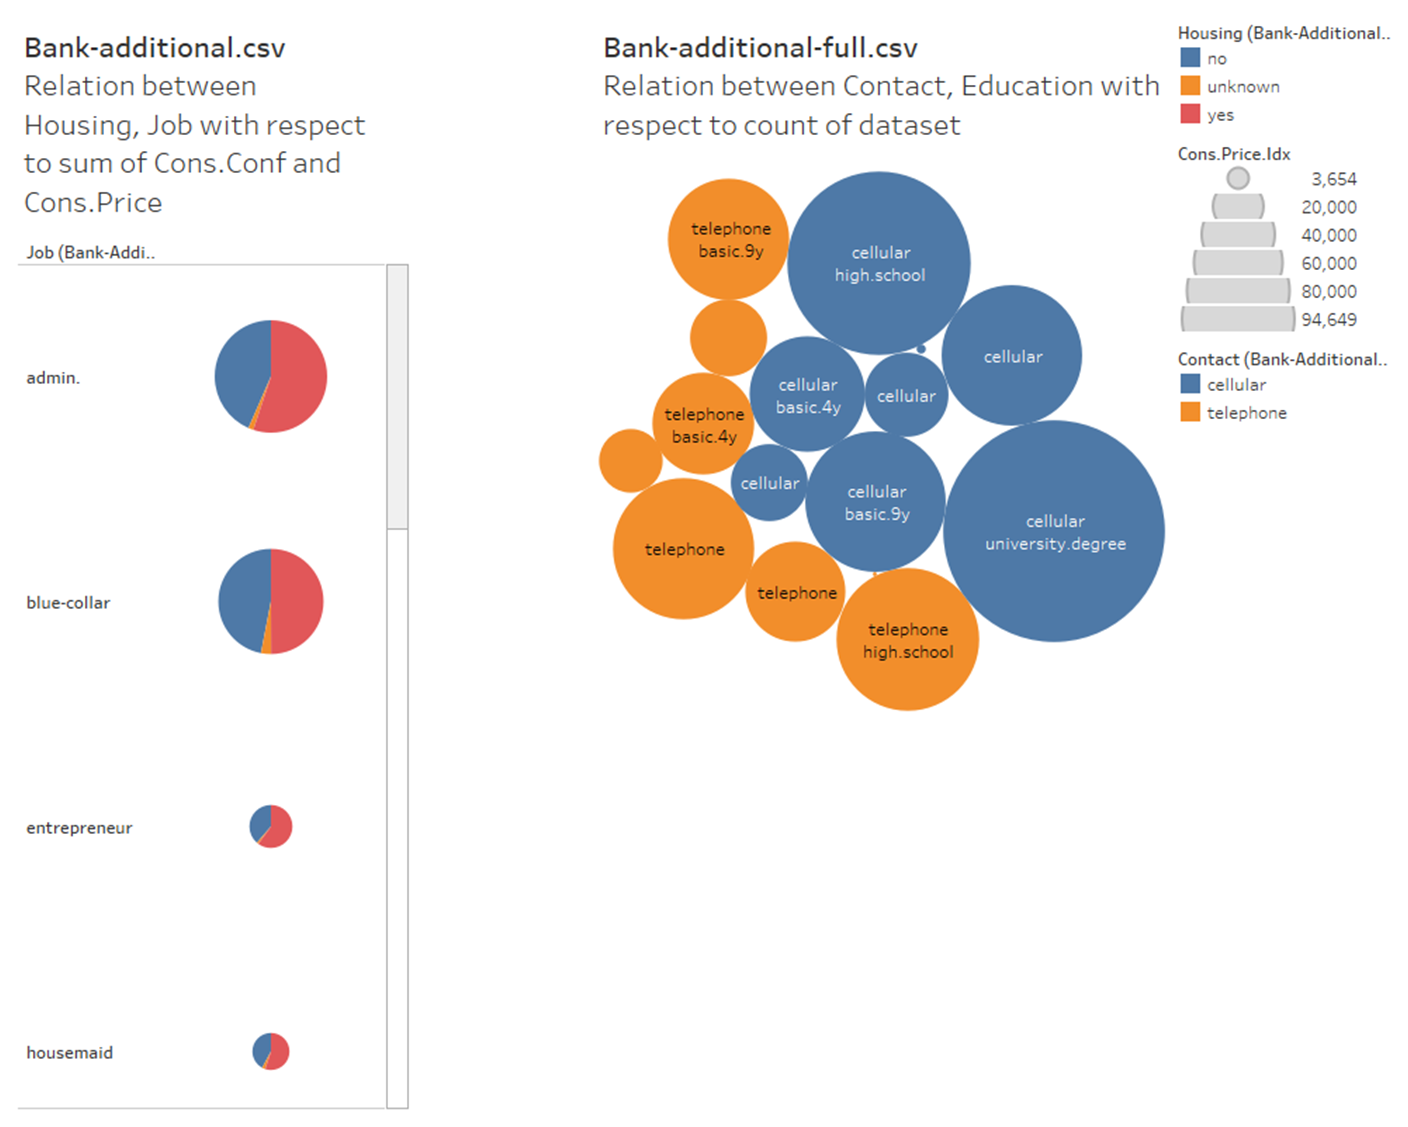 Bank-additional.csv
Relation between
Housing, Job with respect
to sum of Cons.Conf and
Cons.Price
Job (Bank-Addi..
admin.
blue-collar
entrepreneur
housemaid
Bank-additional-full.csv
Relation between Contact, Education with
respect to count of dataset
telephone
basic.9y
cellular
high.school
cellular
cellular
basic.4y
cellular
telephone
basic.4y
cellular
cellular
basic.9y
cellular
university.degree
telephone
telephone
telephone
high.school
Housing (Bank-Additional..
no
unknown
yes
Cons.Price.Idx
3,654
20,000
40,000
60,000
80,000
94,649
Contact (Bank-Additional..
cellular
telephone